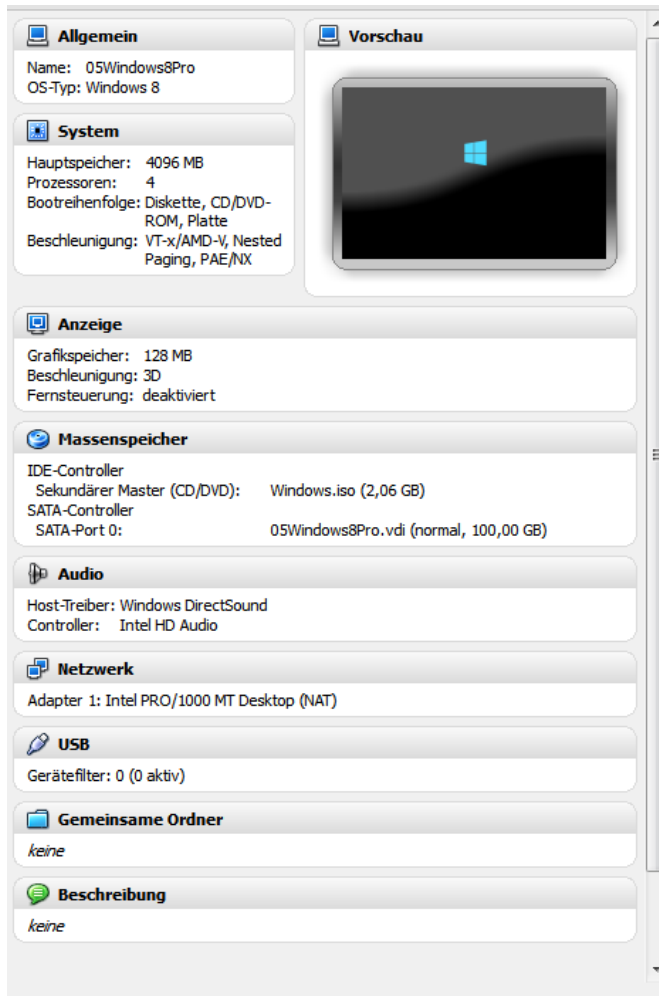 Allgemein
Name: 05Windows8Pro
OS-Typ: Windows 8
Vorschau
System
Hauptspeicher: 4096 MB
Prozessoren: 4
Bootreihenfolge: Diskette, CD/DVD-
ROM, Platte
Beschleunigung: VT-x/AMD-V, Nested
Paging, PAE/NX
Anzeige
Grafikspeicher: 128 MB
Beschleunigung: 3D
Fernsteuerung: deaktiviert
Massenspeicher
IDE-Controller
Sekundärer Master (CD/DVD): Windows.iso (2,06 GB)
SATA-Controller
SATA-Port 0: 05Windows8Pro.vdi (normal, 100,00 GB)
Audio
Host-Treiber: Windows DirectSound
Controller: Intel HD Audio
Netzwerk
Adapter 1: Intel PRO/1000 MT Desktop (NAT)
USB
Gerätefilter: 0 (0 aktiv)
Gemeinsame Ordner
keine
Beschreibung
keine